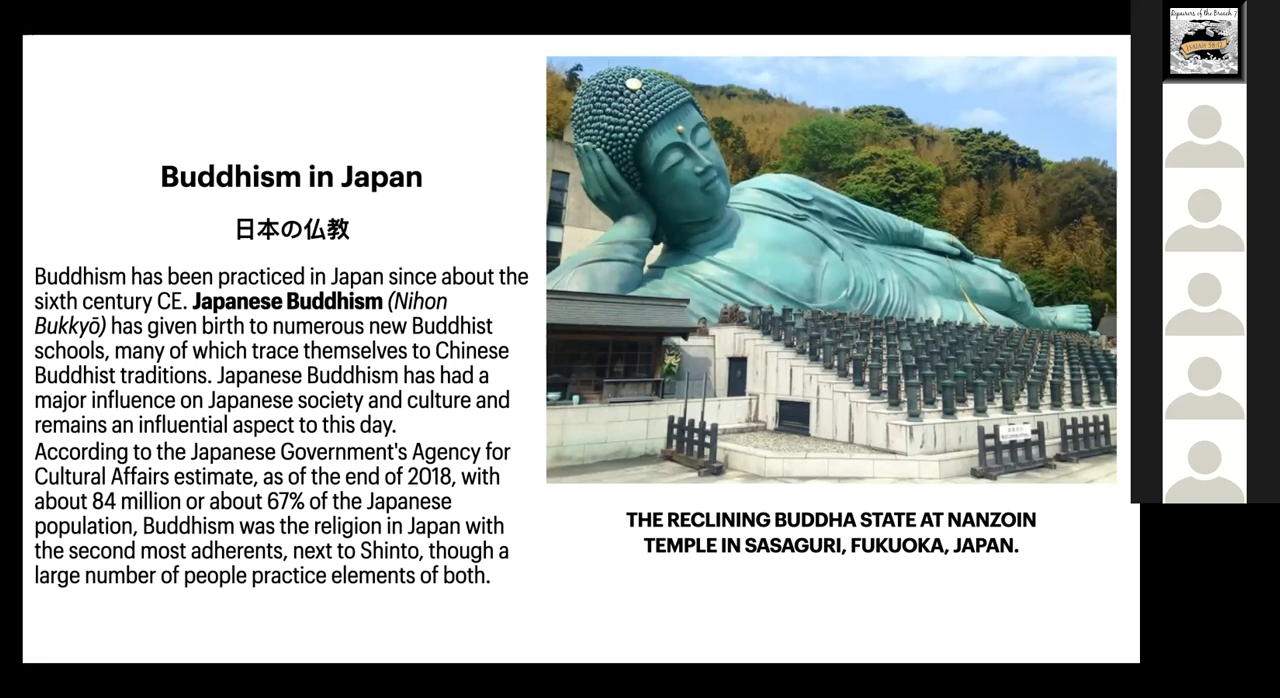 Buddhism in Japan
日本の仏教
Buddhism has been practiced in Japan since about the
sixth century CE. Japanese Buddhism (Nihon
Bukkyō) has given birth to numerous new Buddhist
schools, many of which trace themselves to Chinese
Buddhist traditions. Japanese Buddhism has had a
major influence on Japanese society and culture and
remains an influential aspect to this day.
According to the Japanese Government's Agency for
Cultural Affairs estimate, as of the end of 2018, with
about 84 million or about 67% of the Japanese
population, Buddhism was the religion in Japan with
the second most adherents, next to Shinto, though a
large number of people practice elements of both.
THE RECLINING BUDDHA STATE AT NANZOIN
TEMPLE IN SASAGURI, FUKUOKA, JAPAN.
Repairers of the Breach 7
ISAIAH 58:12